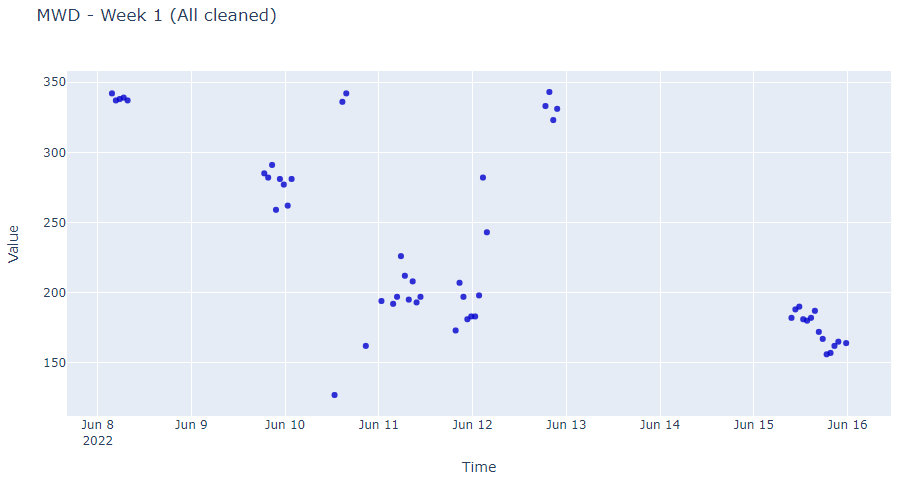 MWD - Week 1 (All cleaned)
350
300
250
200
150
Value
Jun 8
2022
Jun 9
Jun 10
Jun 11
Jun 12
Jun 13
Jun 14
Jun 15
Jun 16
Time